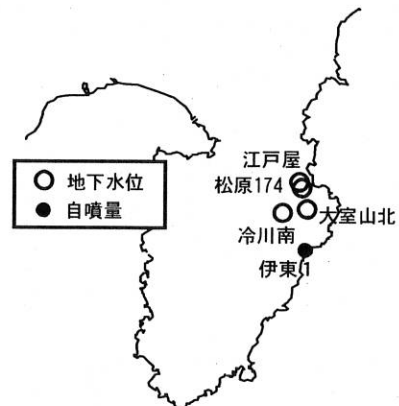 江戸屋
松原174
地下水位
自噴量
大室山北
冷川南
伊東1